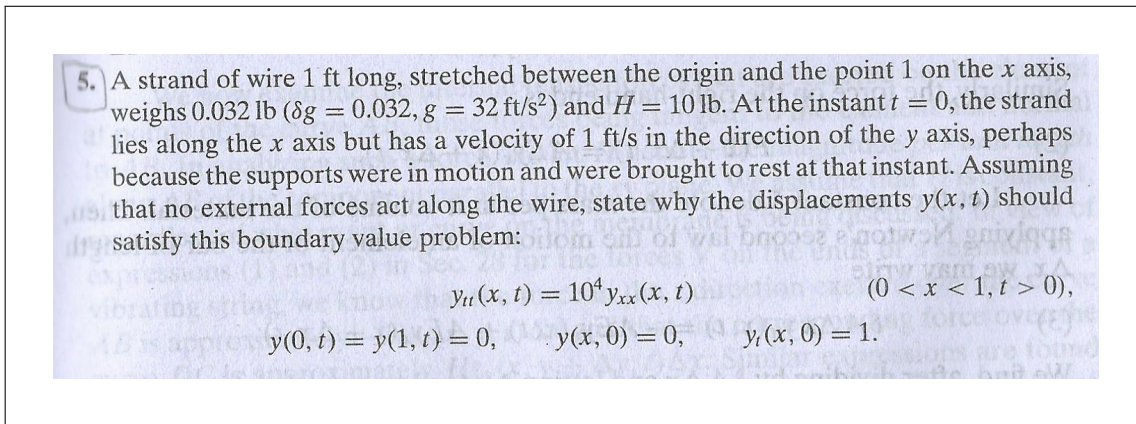 5. A strand of wire 1 ft long, stretched between the origin and the point 1 on the x axis,
weighs 0.032 lb (δg = 0.032, g = 32 ft/s²) and H = 10 lb. At the instant t = 0, the strand
lies along the x axis but has a velocity of 1 ft/s in the direction of the y axis, perhaps
because the supports were in motion and were brought to rest at that instant. Assuming
that no external forces act along the wire, state why the displacements y(x, t) should
satisfy this boundary value problem:
yₜₜ(x, t) = 10⁴ yₓₓ(x, t) (0 < x < 1, t > 0),
y(0, t) = y(1, t) = 0, y(x, 0) = 0, yₜ(x, 0) = 1.